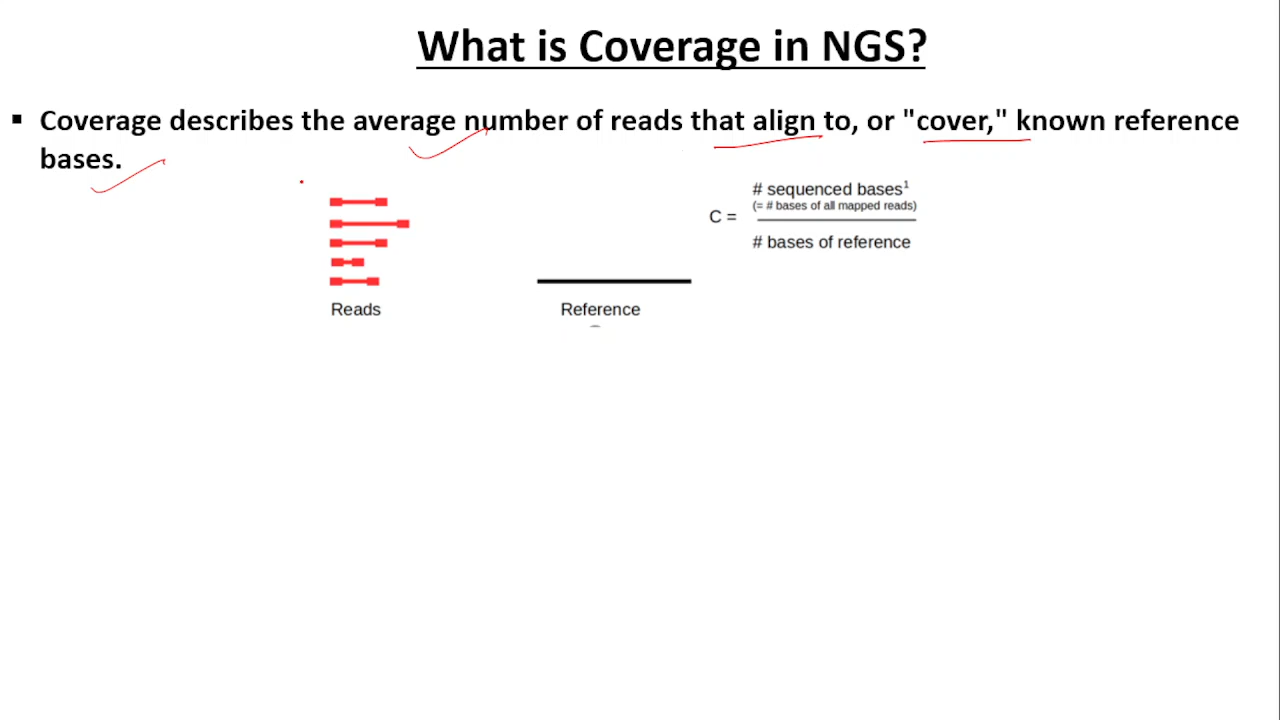 What is Coverage in NGS?
▪ Coverage describes the average number of reads that align to, or "cover," known reference
bases.
# sequenced bases¹
(= # bases of all mapped reads)
C =
# bases of reference
Reads
Reference